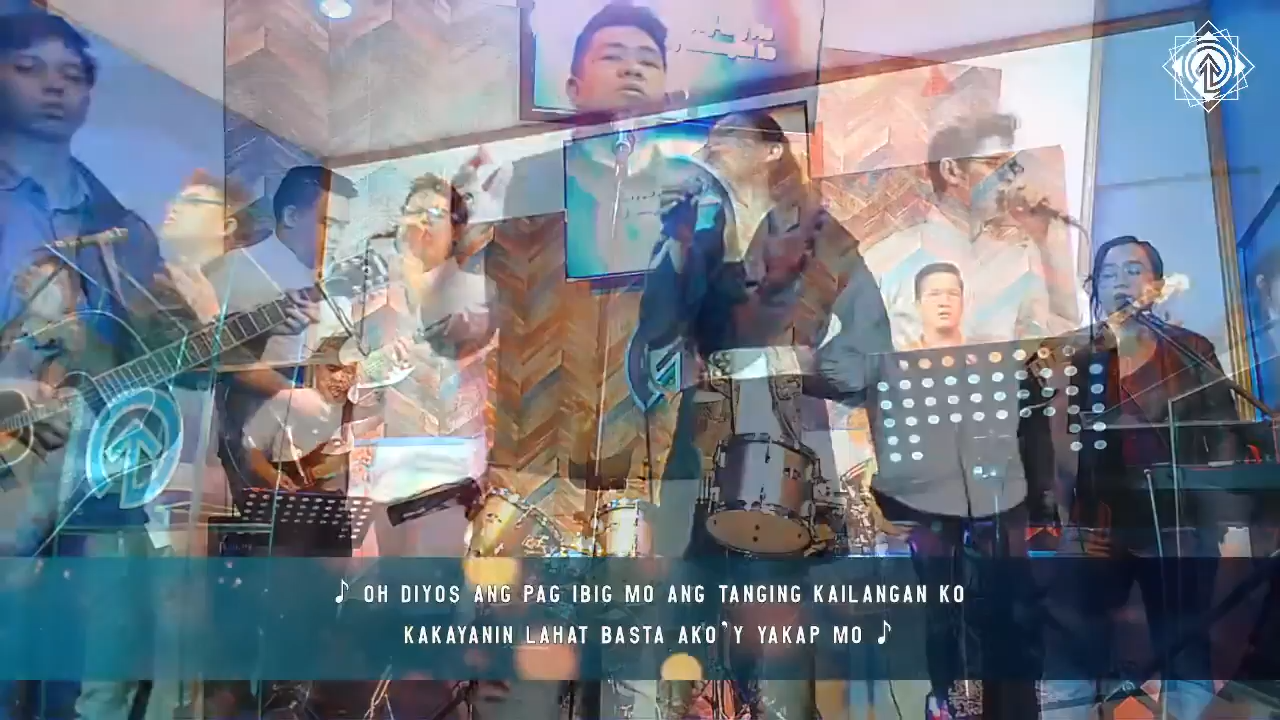 ♪ OH DIYOS ANG PAG IBIG MO ANG TANGING KAILANGAN KO
KAKAYANIN LAHAT BASTA AKO'Y YAKAP MO ♪